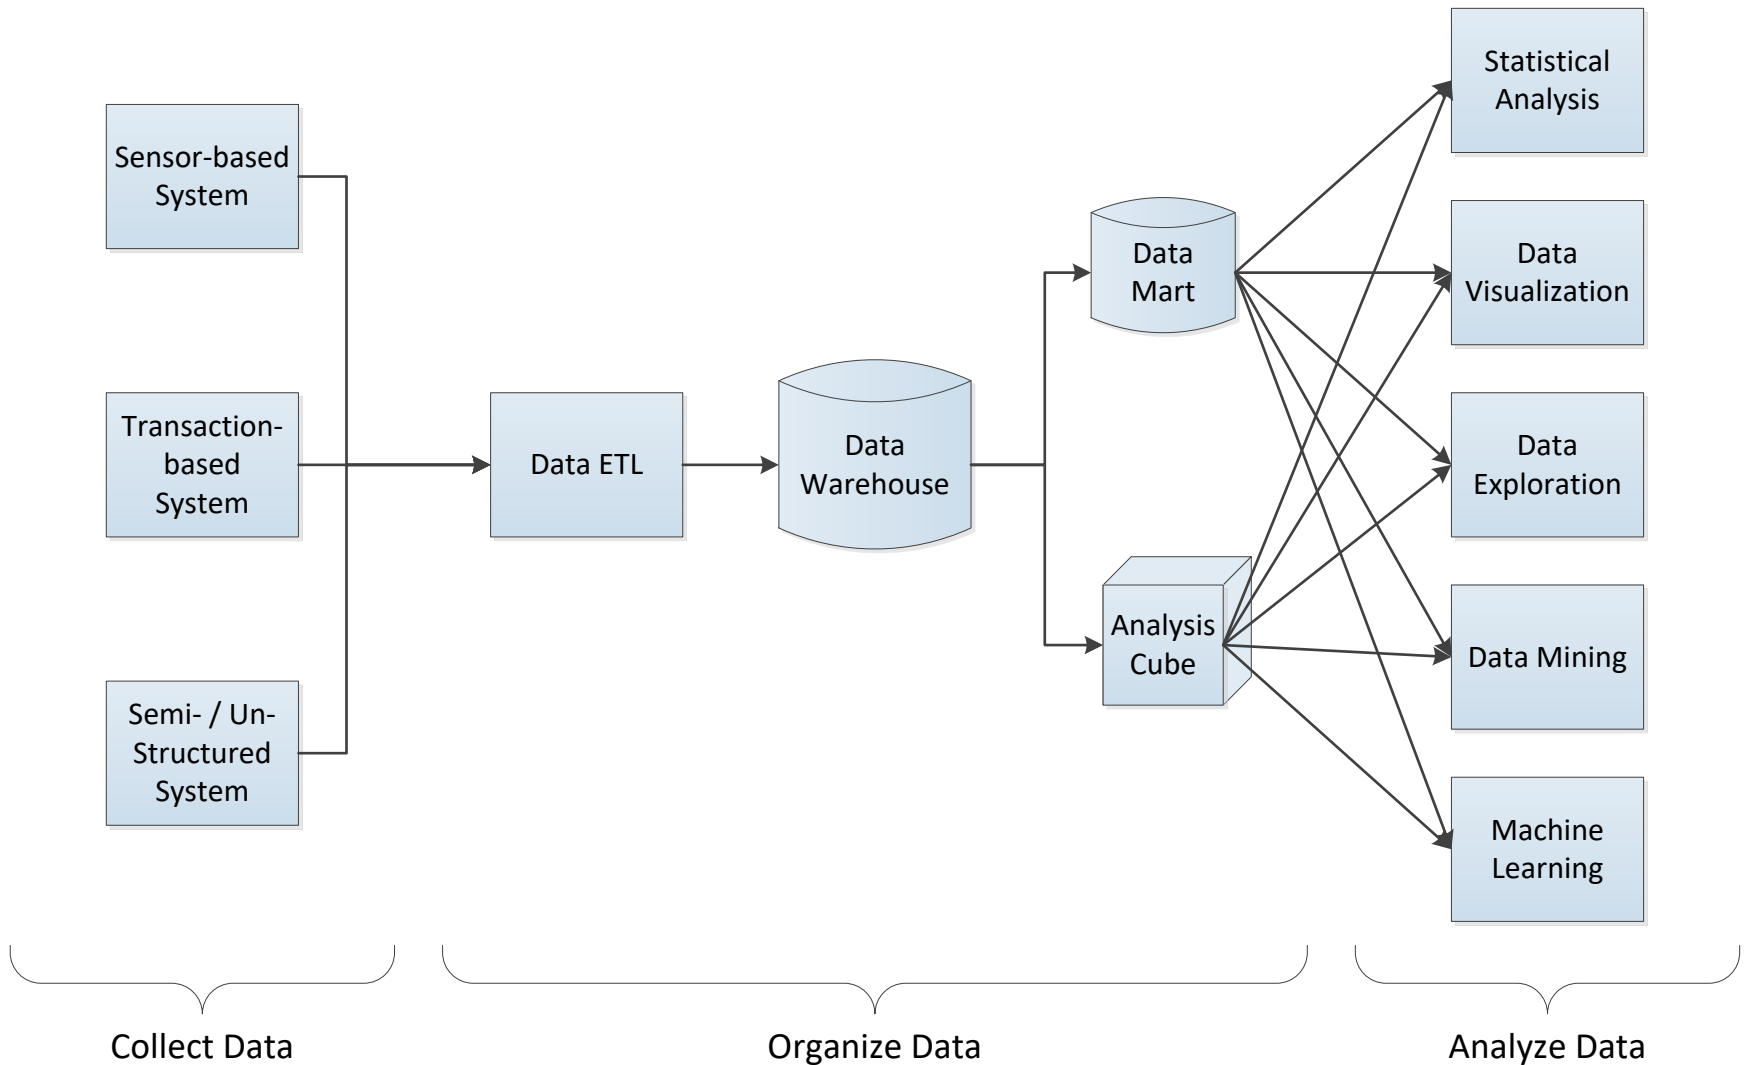 Sensor-based
System
Transaction-
based
System
Semi- / Un-
Structured
System
Data ETL
Data
Warehouse
Data
Mart
Analysis
Cube
Statistical
Analysis
Data
Visualization
Data
Exploration
Data Mining
Machine
Learning
Collect Data
Organize Data
Analyze Data